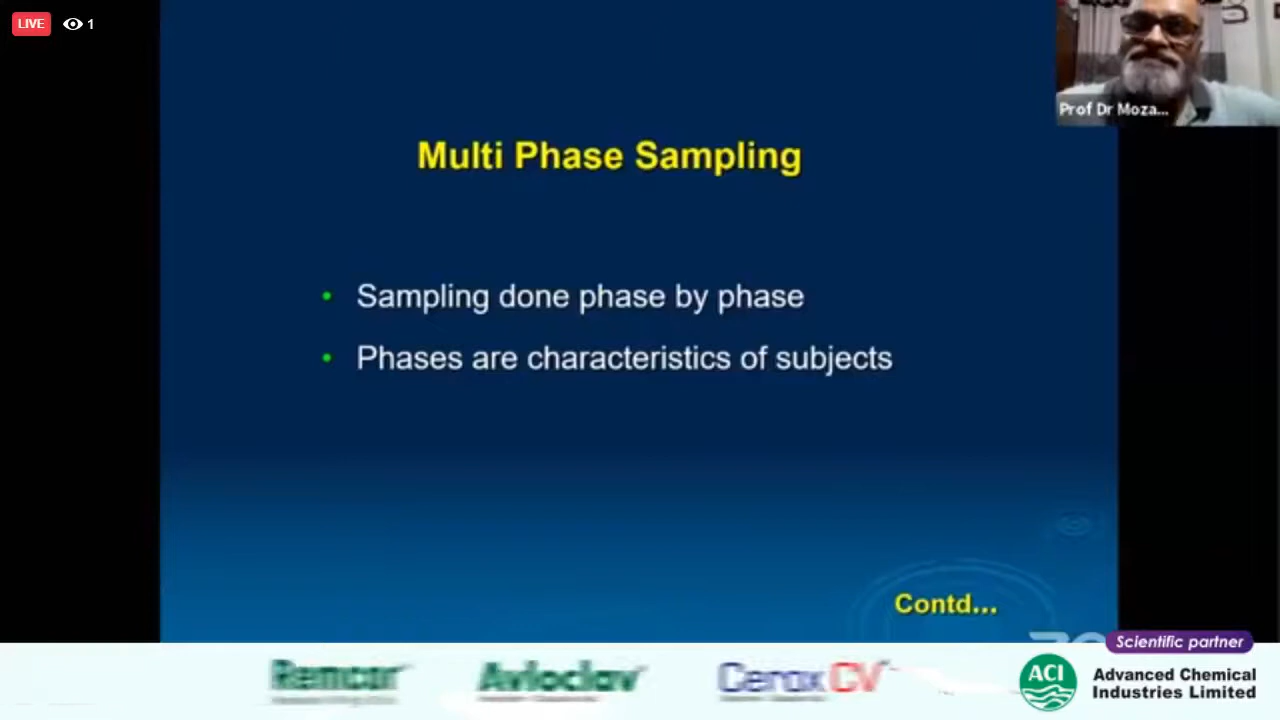 LIVE 1
Prof Dr Moza...
Multi Phase Sampling
• Sampling done phase by phase
• Phases are characteristics of subjects
Contd...
Scientific partner
Remcor Avloclav Cerox CV
ACI Advanced Chemical
Industries Limited